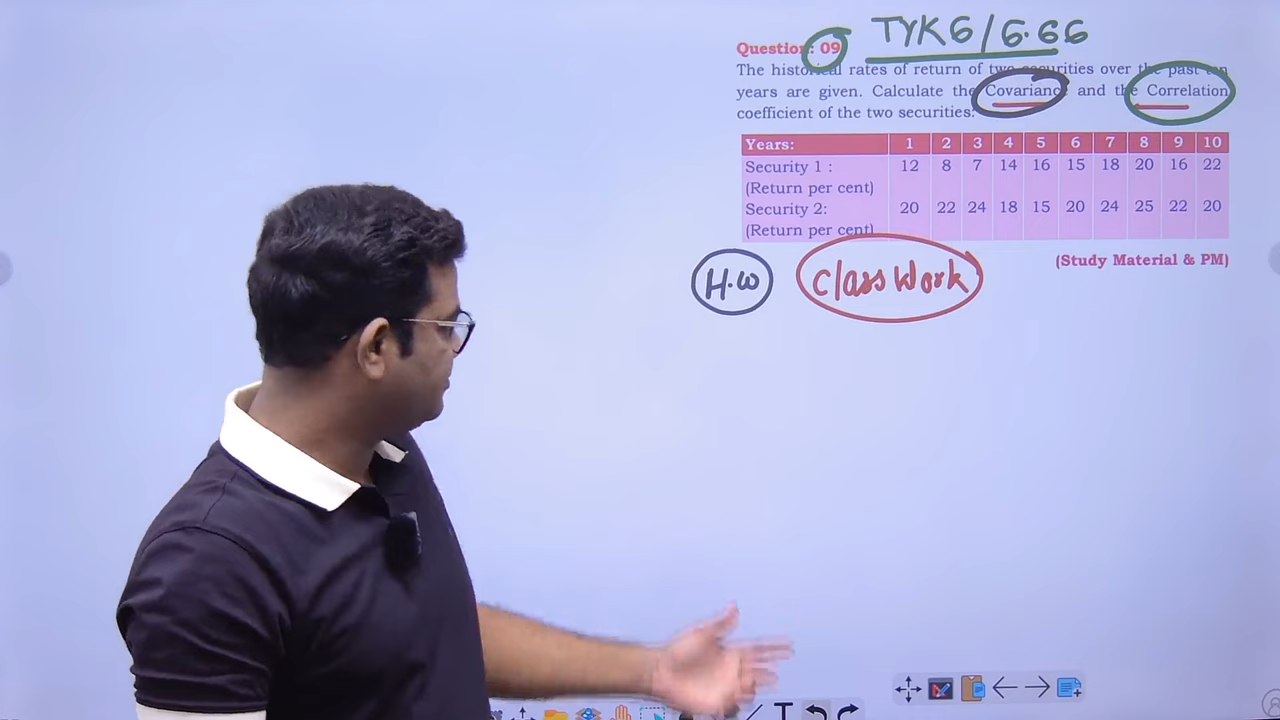 TYK6/6.66
Question: 09
The historical rates of return of two securities over the past ten
years are given. Calculate the Covariance and the Correlation
coefficient of the two securities:
Years: 1 2 3 4 5 6 7 8 9 10
Security 1 : 12 8 7 14 16 15 18 20 16 22
(Return per cent)
Security 2: 20 22 24 18 15 20 24 25 22 20
(Return per cent)
(Study Material & PM)
H.W Classwork